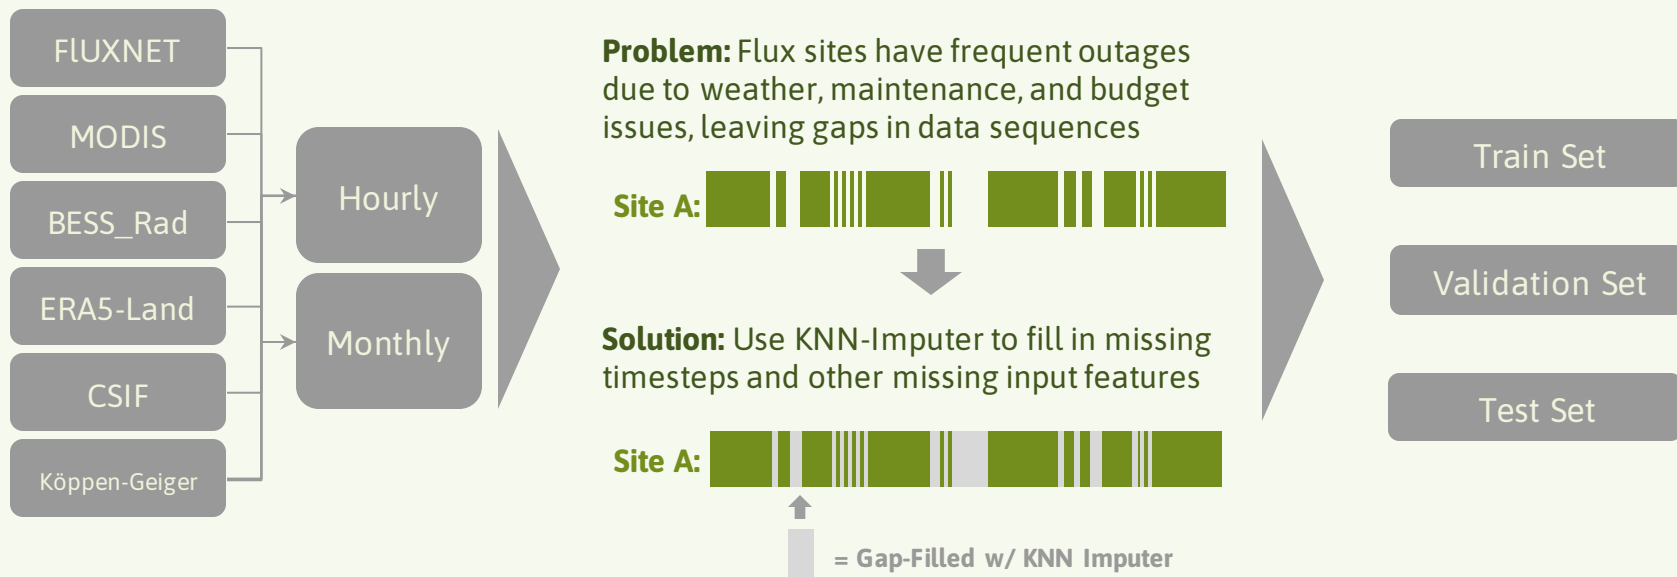 FlUXNET
MODIS
BESS_Rad
ERA5-Land
CSIF
Köppen-Geiger
Hourly
Monthly
Problem: Flux sites have frequent outages
due to weather, maintenance, and budget
issues, leaving gaps in data sequences
Site A:
Solution: Use KNN-Imputer to fill in missing
timesteps and other missing input features
Site A:
= Gap-Filled w/ KNN Imputer
Train Set
Validation Set
Test Set